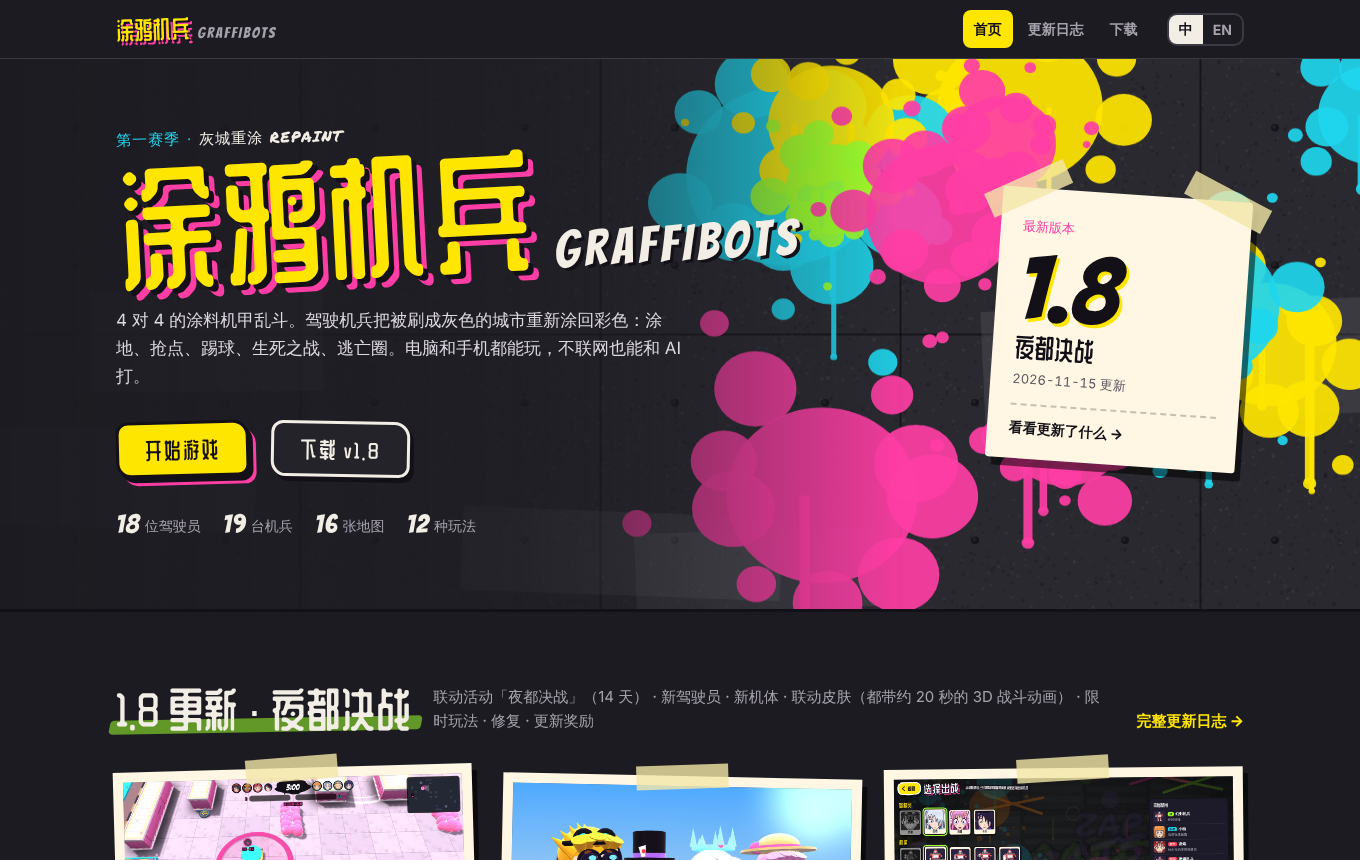 涂鸦机兵 GRAFFIBOTS
首页 更新日志 下载 中 EN
第一赛季 · 灰城重涂 REPAINT
涂鸦机兵 GRAFFIBOTS
4 对 4 的涂料机甲乱斗。驾驶机兵把被刷成灰色的城市重新涂回彩色：涂
地、抢点、踢球、生死之战、逃亡圈。电脑和手机都能玩，不联网也能和 AI
打。
开始游戏 下载 v1.8
18 位驾驶员 19 台机兵 16 张地图 12 种玩法
最新版本
1.8
夜都决战
2026-11-15 更新
看看更新了什么 →
1.8 更新 · 夜都决战
联动活动「夜都决战」（14 天） · 新驾驶员 · 新机体 · 联动皮肤（都带约 20 秒的 3D 战斗动画） · 限
时玩法 · 修复 · 更新奖励
完整更新日志 →
3:00
选择出战